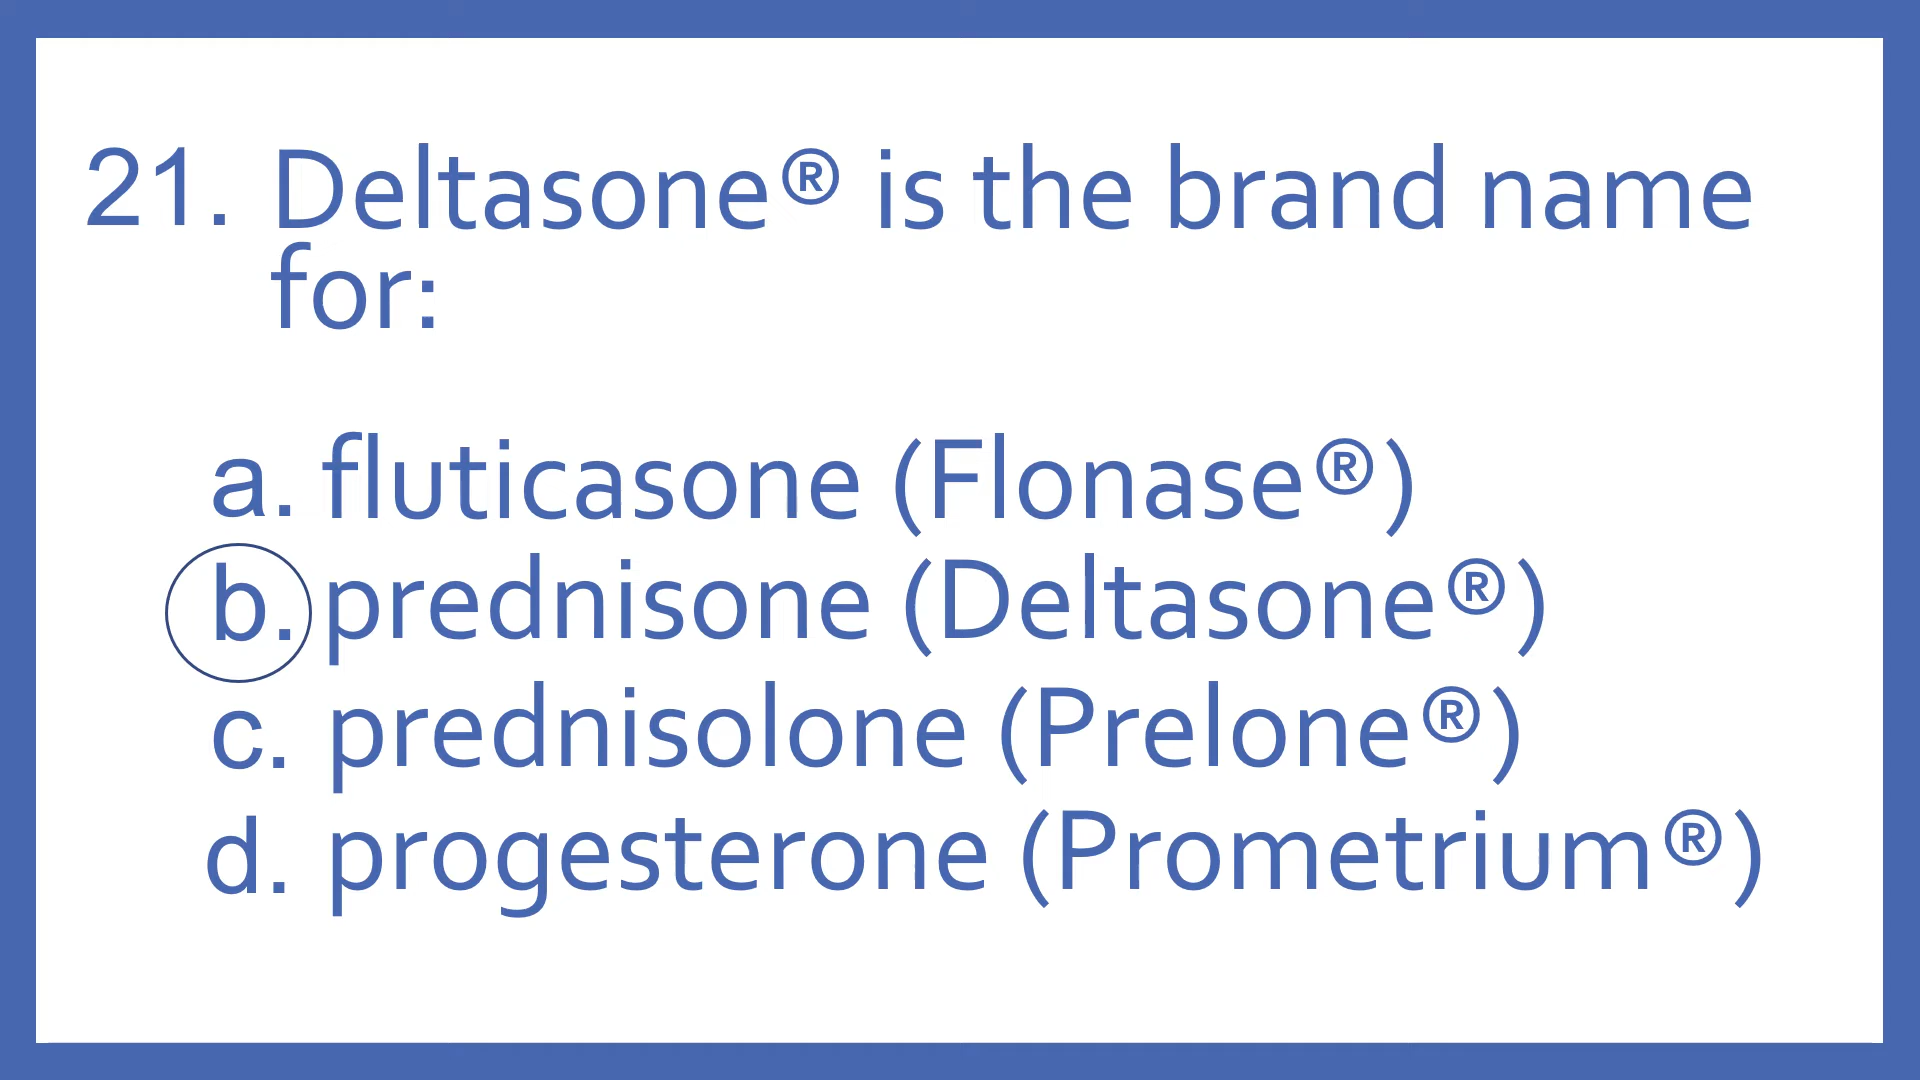 21. Deltasone® is the brand name
for:
a. fluticasone (Flonase®)
b. prednisone (Deltasone®)
c. prednisolone (Prelone®)
d. progesterone (Prometrium®)